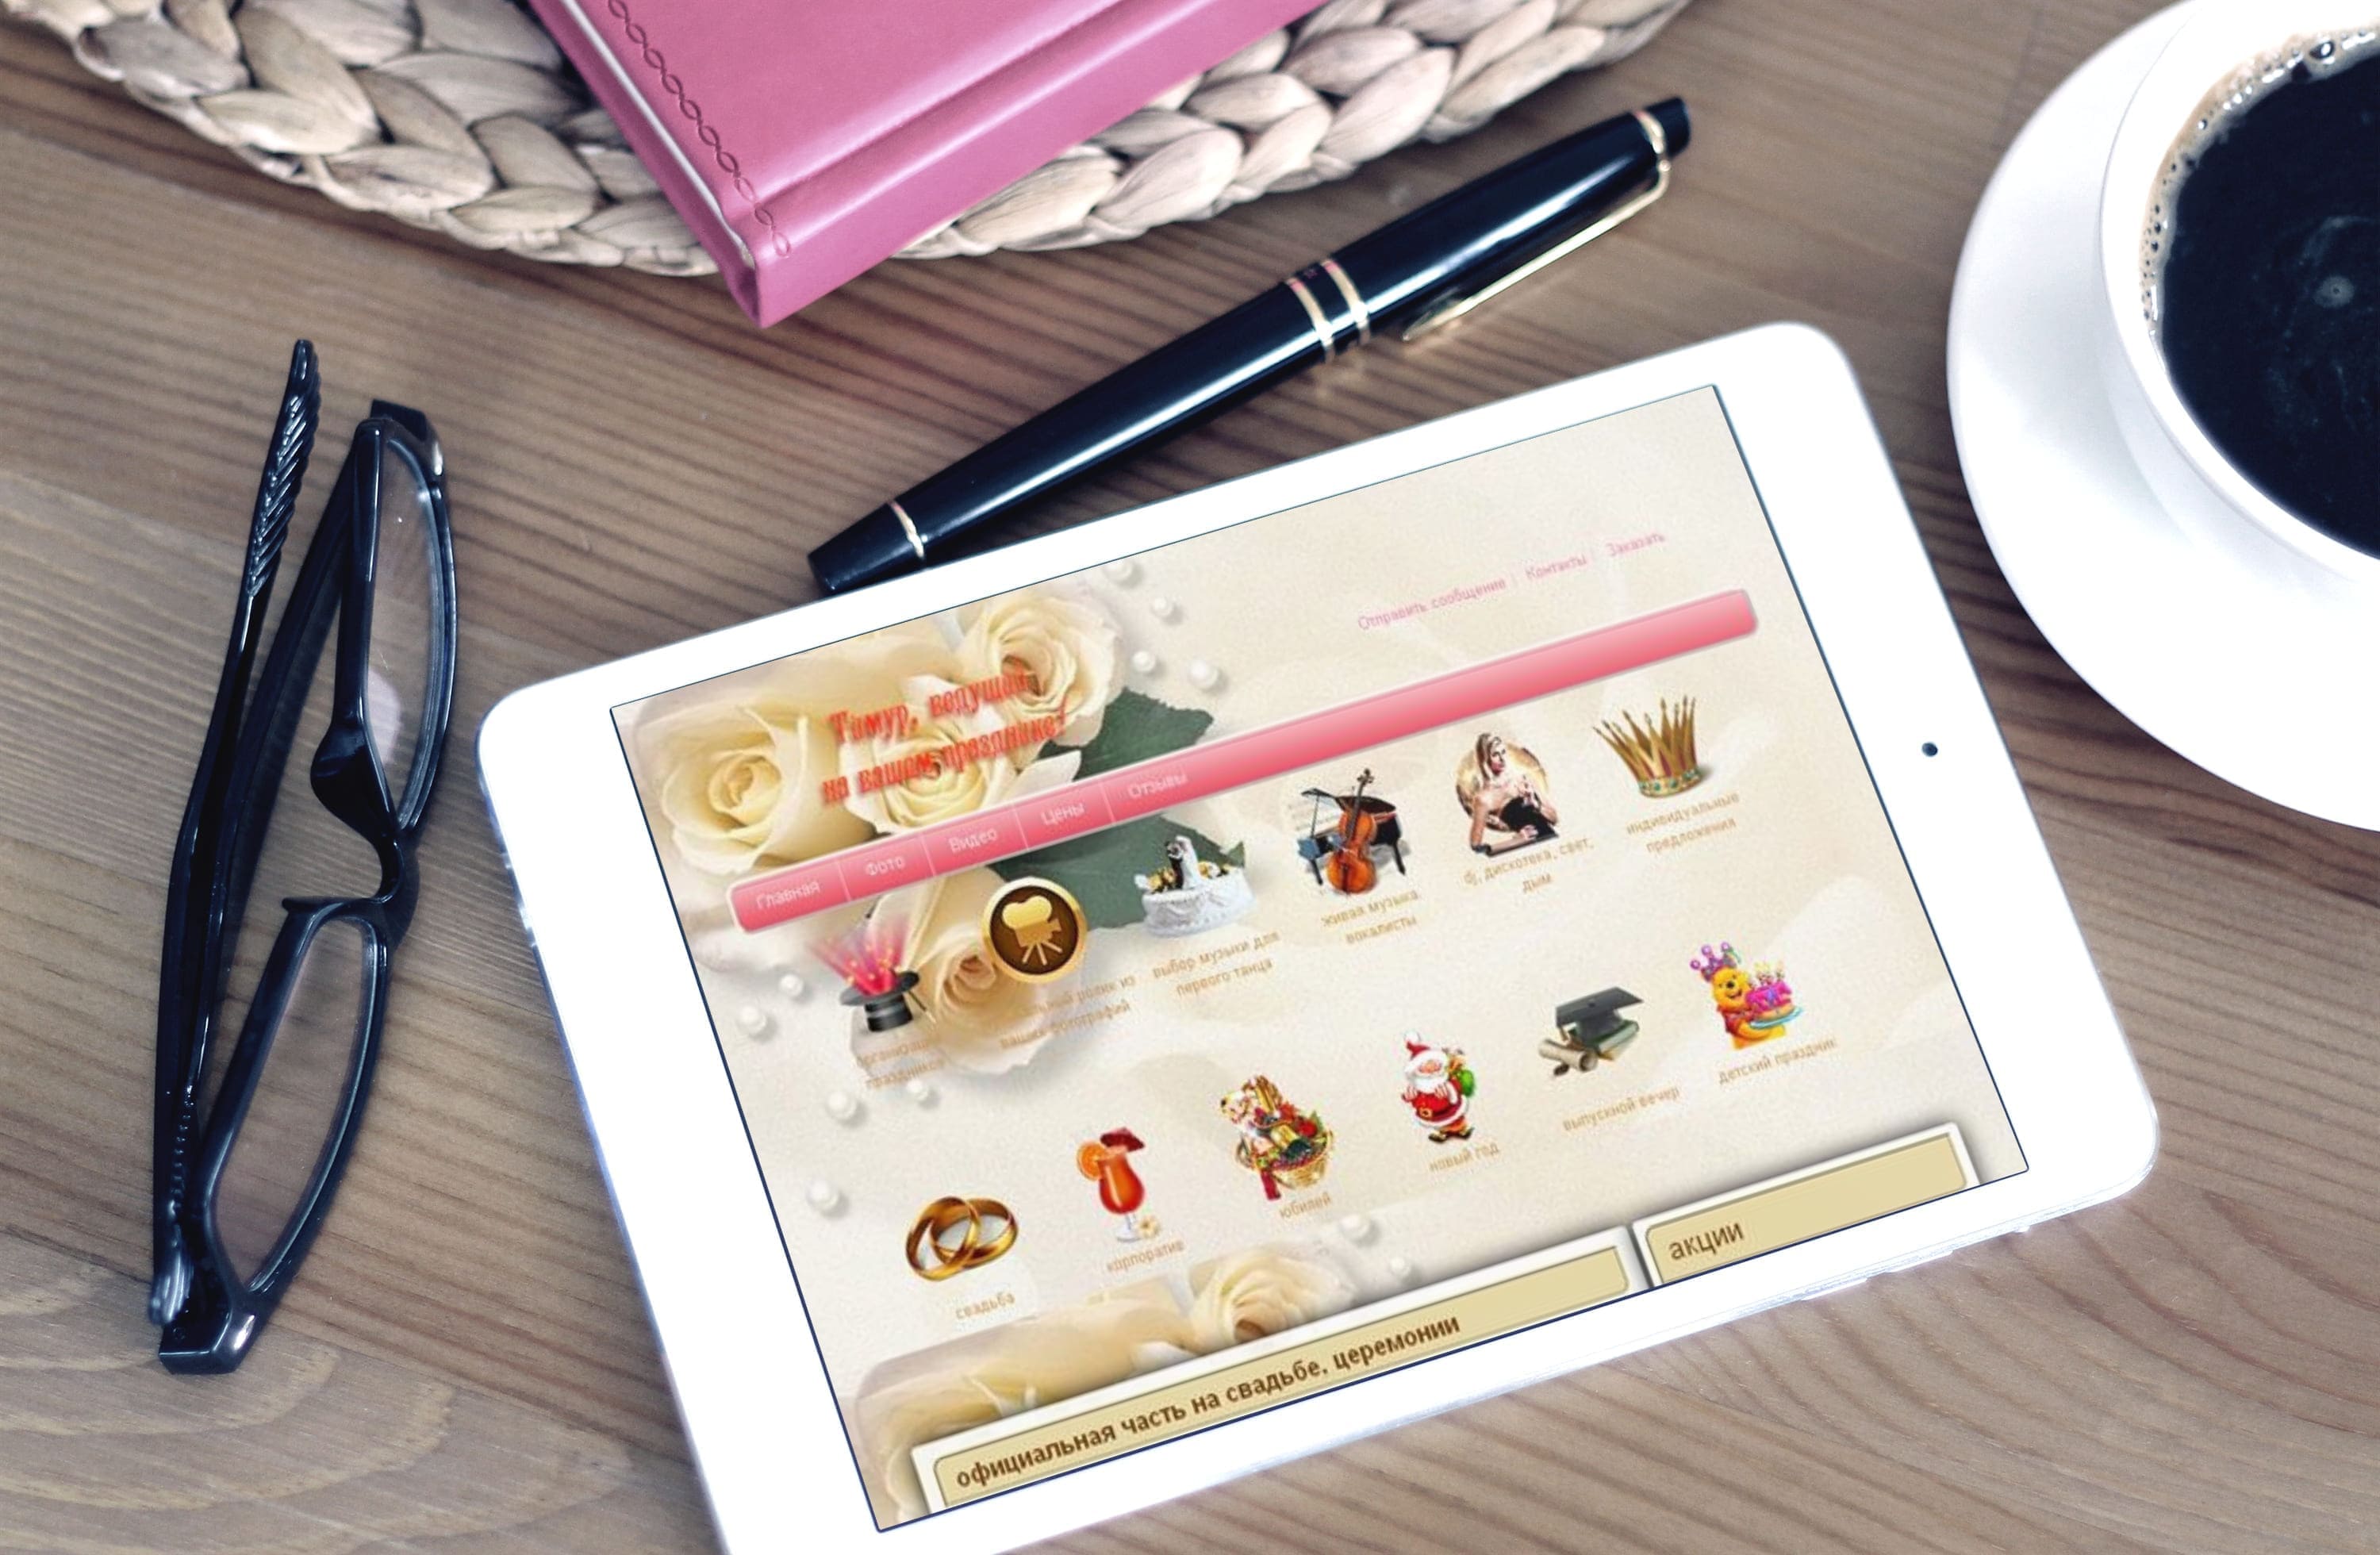 Отправить сообщение | Контакты | Заказать
Тимур, ведущий
на вашем празднике!
Главная
Фото
Видео
Цены
Отзывы
организация
праздников
ролик из
ваших фотографий
выбор музыки для
первого танца
живая музыка,
вокалисты
dj, дискотека, свет,
дым
индивидуальные
предложения
свадьба
корпоратив
юбилей
новый год
выпускной вечер
детский праздник
официальная часть на свадьбе. церемонии
акции